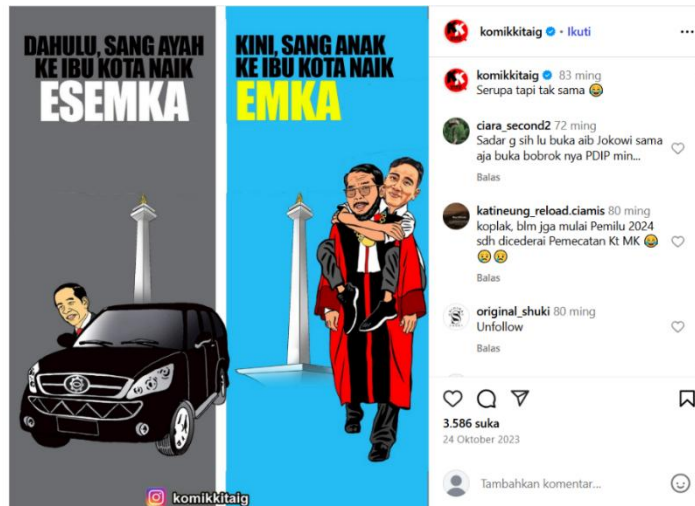 DAHULU, SANG AYAH
KE IBU KOTA NAIK
ESEMKA
KINI, SANG ANAK
KE IBU KOTA NAIK
EMKA
komikkitaig
komikkitaig • Ikuti
komikkitaig 83 ming
Serupa tapi tak sama 😂
ciara_second2 72 ming
Sadar g sih lu buka aib Jokowi sama
aja buka bobrok nya PDIP min...
Balas
katineung_reload.ciamis 80 ming
koplak, blm jga mulai Pemilu 2024
sdh dicederai Pemecatan Kt MK 😂
😢😢
Balas
original_shuki 80 ming
Unfollow
Balas
3.586 suka
24 Oktober 2023
Tambahkan komentar...